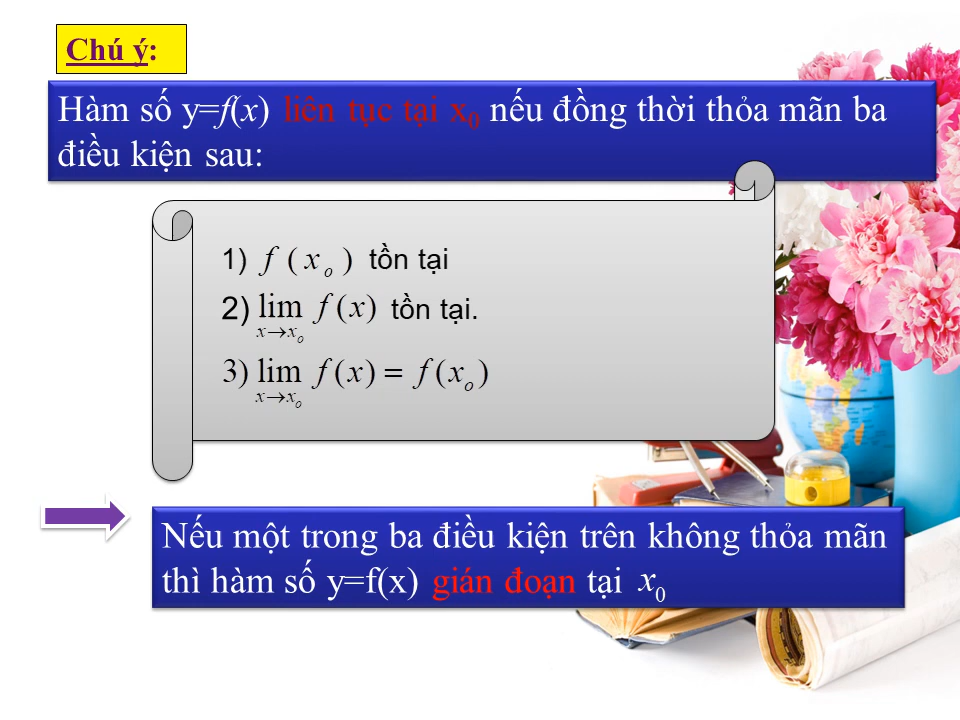 Chú ý:
Hàm số y=f(x) liên tục tại x₀ nếu đồng thời thỏa mãn ba
điều kiện sau:
1) f ( xₒ ) tồn tại
2) lim f (x) tồn tại.
x→xₒ
3) lim f (x) = f (xₒ )
x→xₒ
Nếu một trong ba điều kiện trên không thỏa mãn
thì hàm số y=f(x) gián đoạn tại x₀